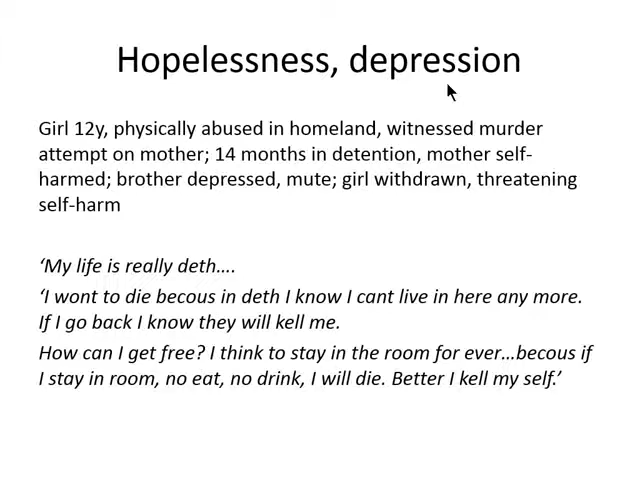 Hopelessness, depression
Girl 12y, physically abused in homeland, witnessed murder
attempt on mother; 14 months in detention, mother self-
harmed; brother depressed, mute; girl withdrawn, threatening
self-harm
‘My life is really deth….
‘I wont to die becous in deth I know I cant live in here any more.
If I go back I know they will kell me.
How can I get free? I think to stay in the room for ever…becous if
I stay in room, no eat, no drink, I will die. Better I kell my self.’